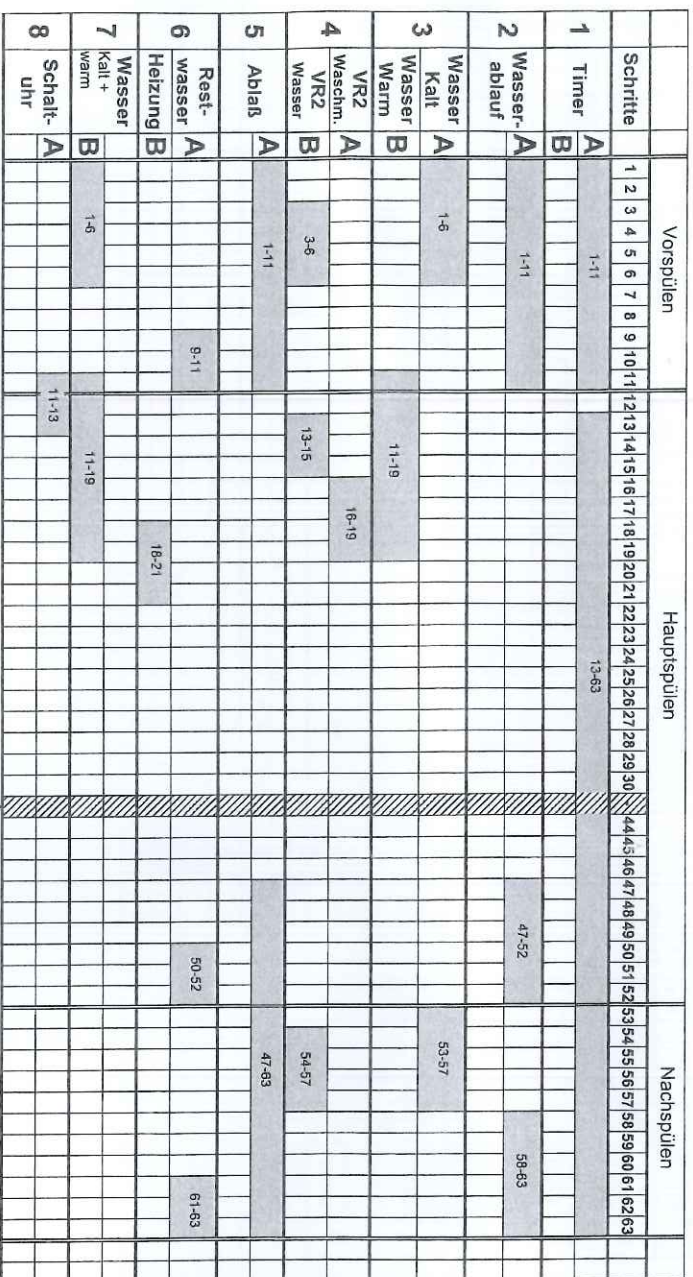 Vorspülen Hauptspülen Nachspülen
Schritte 1 2 3 4 5 6 7 8 9 10 11 12 13 14 15 16 17 18 19 20 21 22 23 24 25 26 27 28 29 30 - 44 45 46 47 48 49 50 51 52 53 54 55 56 57 58 59 60 61 62 63
1 Timer A 1-11 13-63
B
2 Wasser-
ablauf A 1-11 47-52 58-63
3 Wasser
Kalt A 1-6 53-57
Wasser
Warm B 11-19
4 VR2
Waschm. A 16-19
VR2
Wasser B 3-6 13-15 54-57
5 Ablaß A 1-11 47-63
6 Rest-
wasser A 9-11 50-52 61-63
Heizung B 18-21
7 Wasser
Kalt +
warm B 1-6 11-19
8 Schalt-
uhr A 11-13